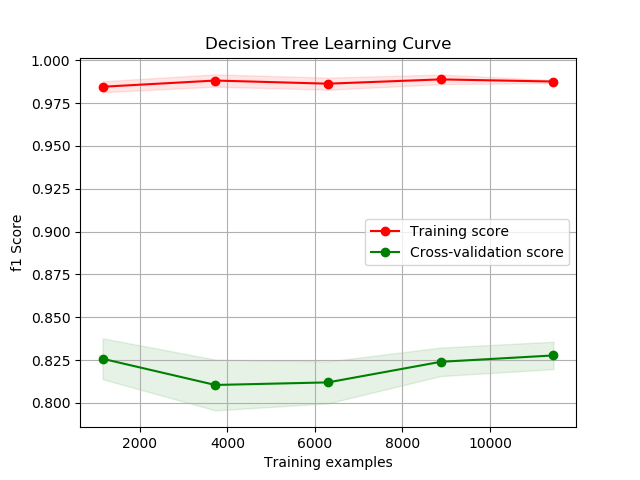 Decision Tree Learning Curve
1.000
0.975
0.950
0.925
0.900
0.875
0.850
0.825
0.800
f1 Score
Training score
Cross-validation score
2000 4000 6000 8000 10000
Training examples